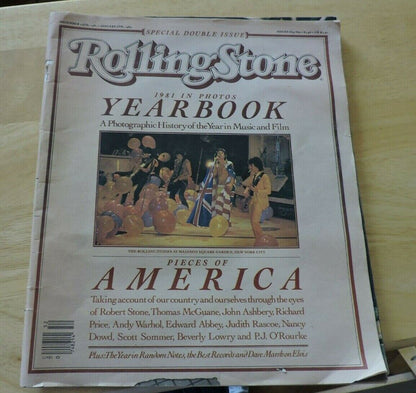 SPECIAL DOUBLE ISSUE
Rolling Stone
1981 IN PHOTOS
YEARBOOK
A Photographic History of the Year in Music and Film
THE ROLLING STONES AT MADISON SQUARE GARDEN, NEW YORK CITY
PIECES OF
AMERICA
Taking account of our country and ourselves through the eyes
of Robert Stone, Thomas McGuane, John Ashbery, Richard
Price, Andy Warhol, Edward Abbey, Judith Rascoe, Nancy
Dowd, Scott Sommer, Beverly Lowry and P.J. O'Rourke
Plus: The Year in Random Notes, the Best Records and Dave Marsh on Elvis